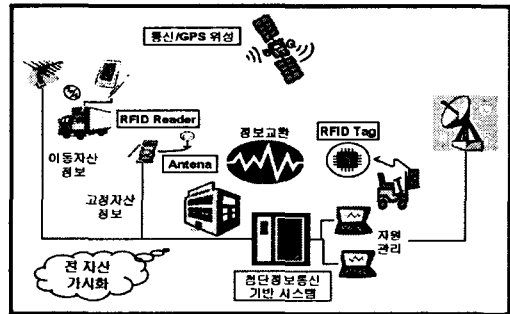 통신/GPS 위성
RFID Reader
정보교환
RFID Tag
이동자산
정보
Antena
고정자산
정보
자원
관리
전 자산
가시화
첨단정보통신
기반 시스템